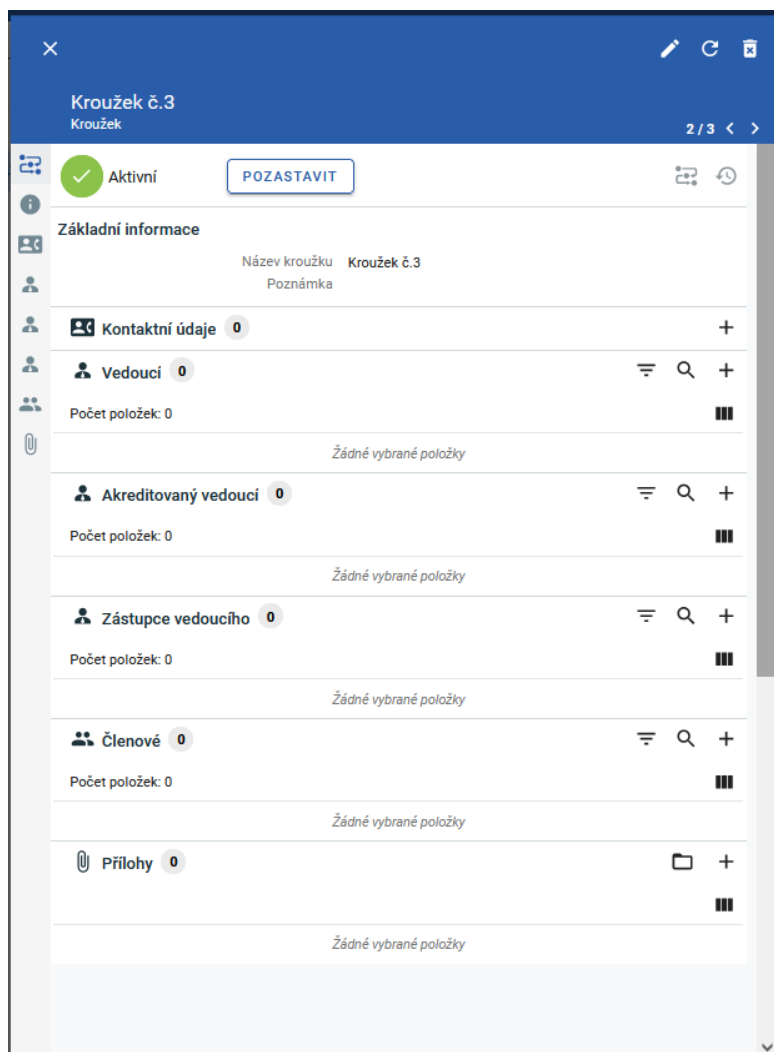 Kroužek č.3
Kroužek
2 / 3
Aktivní POZASTAVIT
Základní informace
Název kroužku Kroužek č.3
Poznámka
Kontaktní údaje 0
Vedoucí 0
Počet položek: 0
Žádné vybrané položky
Akreditovaný vedoucí 0
Počet položek: 0
Žádné vybrané položky
Zástupce vedoucího 0
Počet položek: 0
Žádné vybrané položky
Členové 0
Počet položek: 0
Žádné vybrané položky
Přílohy 0
Žádné vybrané položky